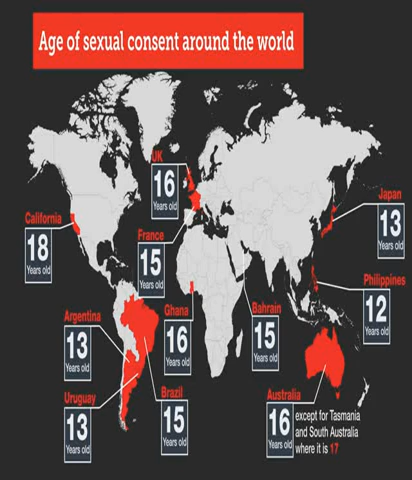 Age of sexual consent around the world
UK
16
Years old
California
18
Years old
France
15
Years old
Japan
13
Years old
Philippines
12
Years old
Argentina
13
Years old
Ghana
16
Years old
Bahrain
15
Years old
Uruguay
13
Years old
Brazil
15
Years old
Australia
16
Years old
except for Tasmania
and South Australia
where it is 17